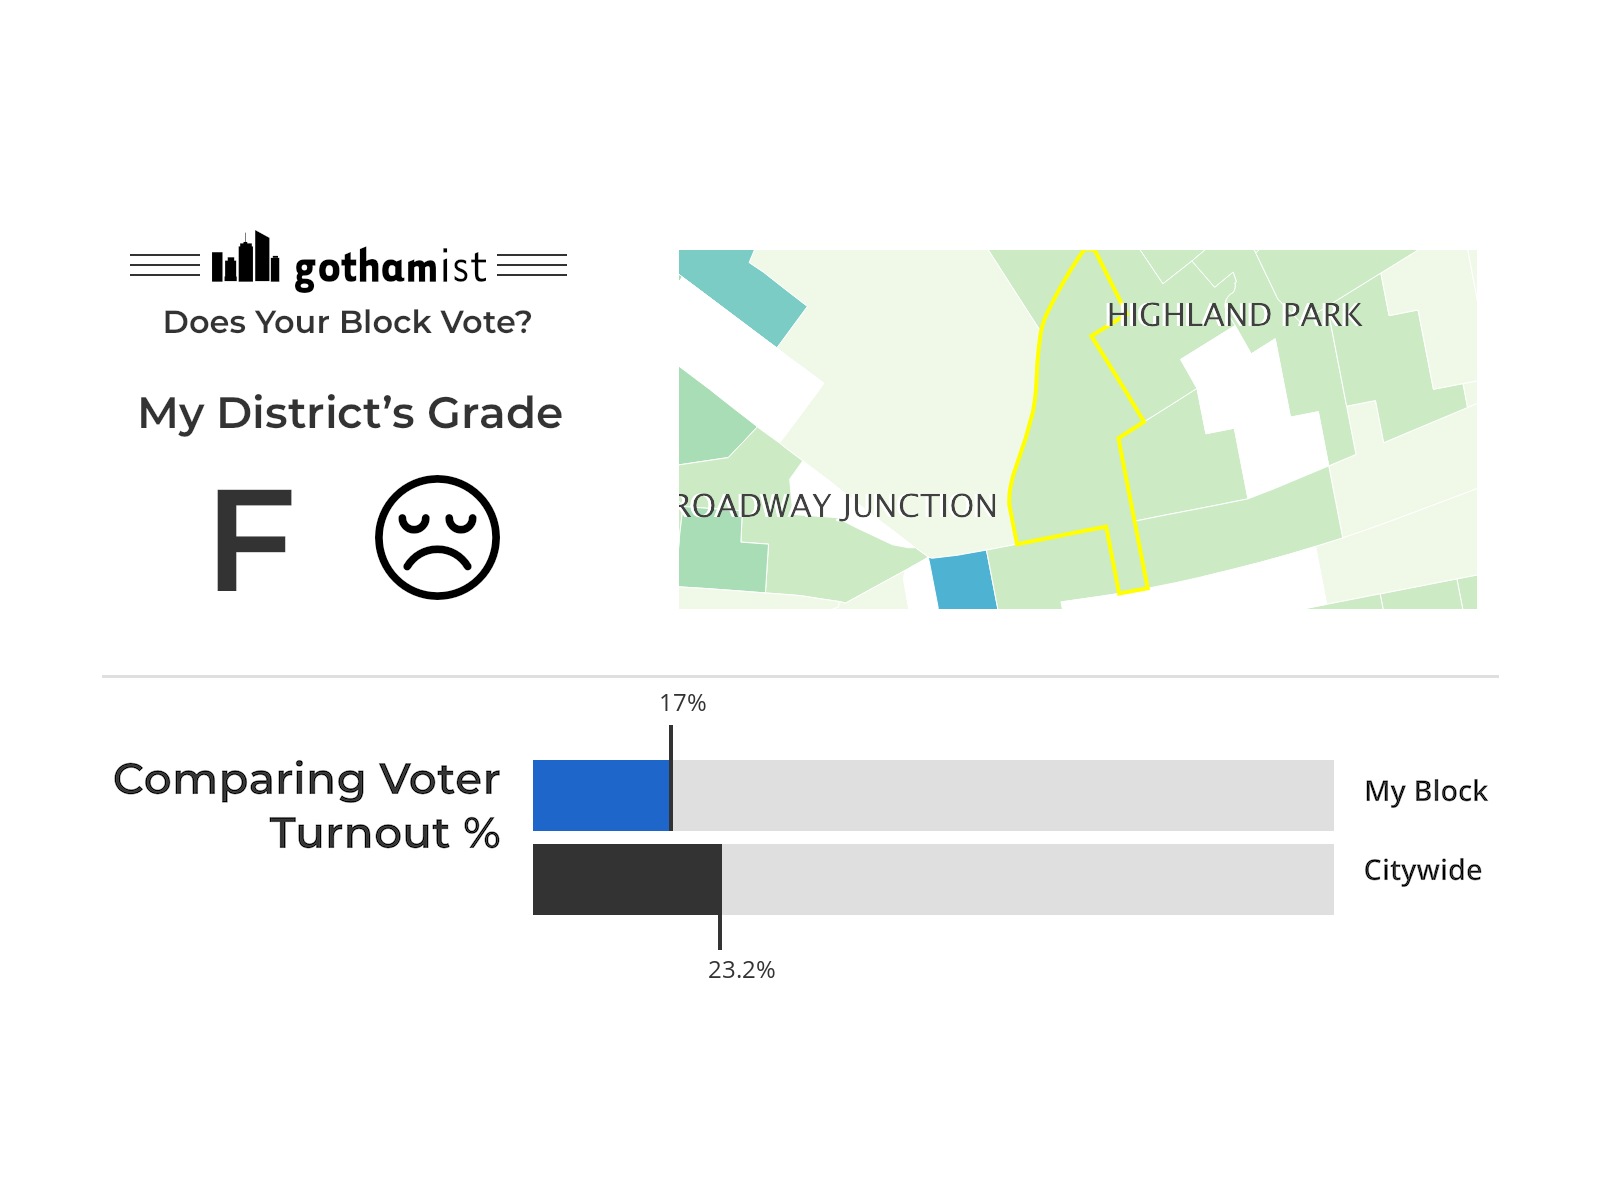 gothamist
Does Your Block Vote?
My District’s Grade
F
HIGHLAND PARK
ROADWAY JUNCTION
17%
Comparing Voter
Turnout %
My Block
Citywide
23.2%